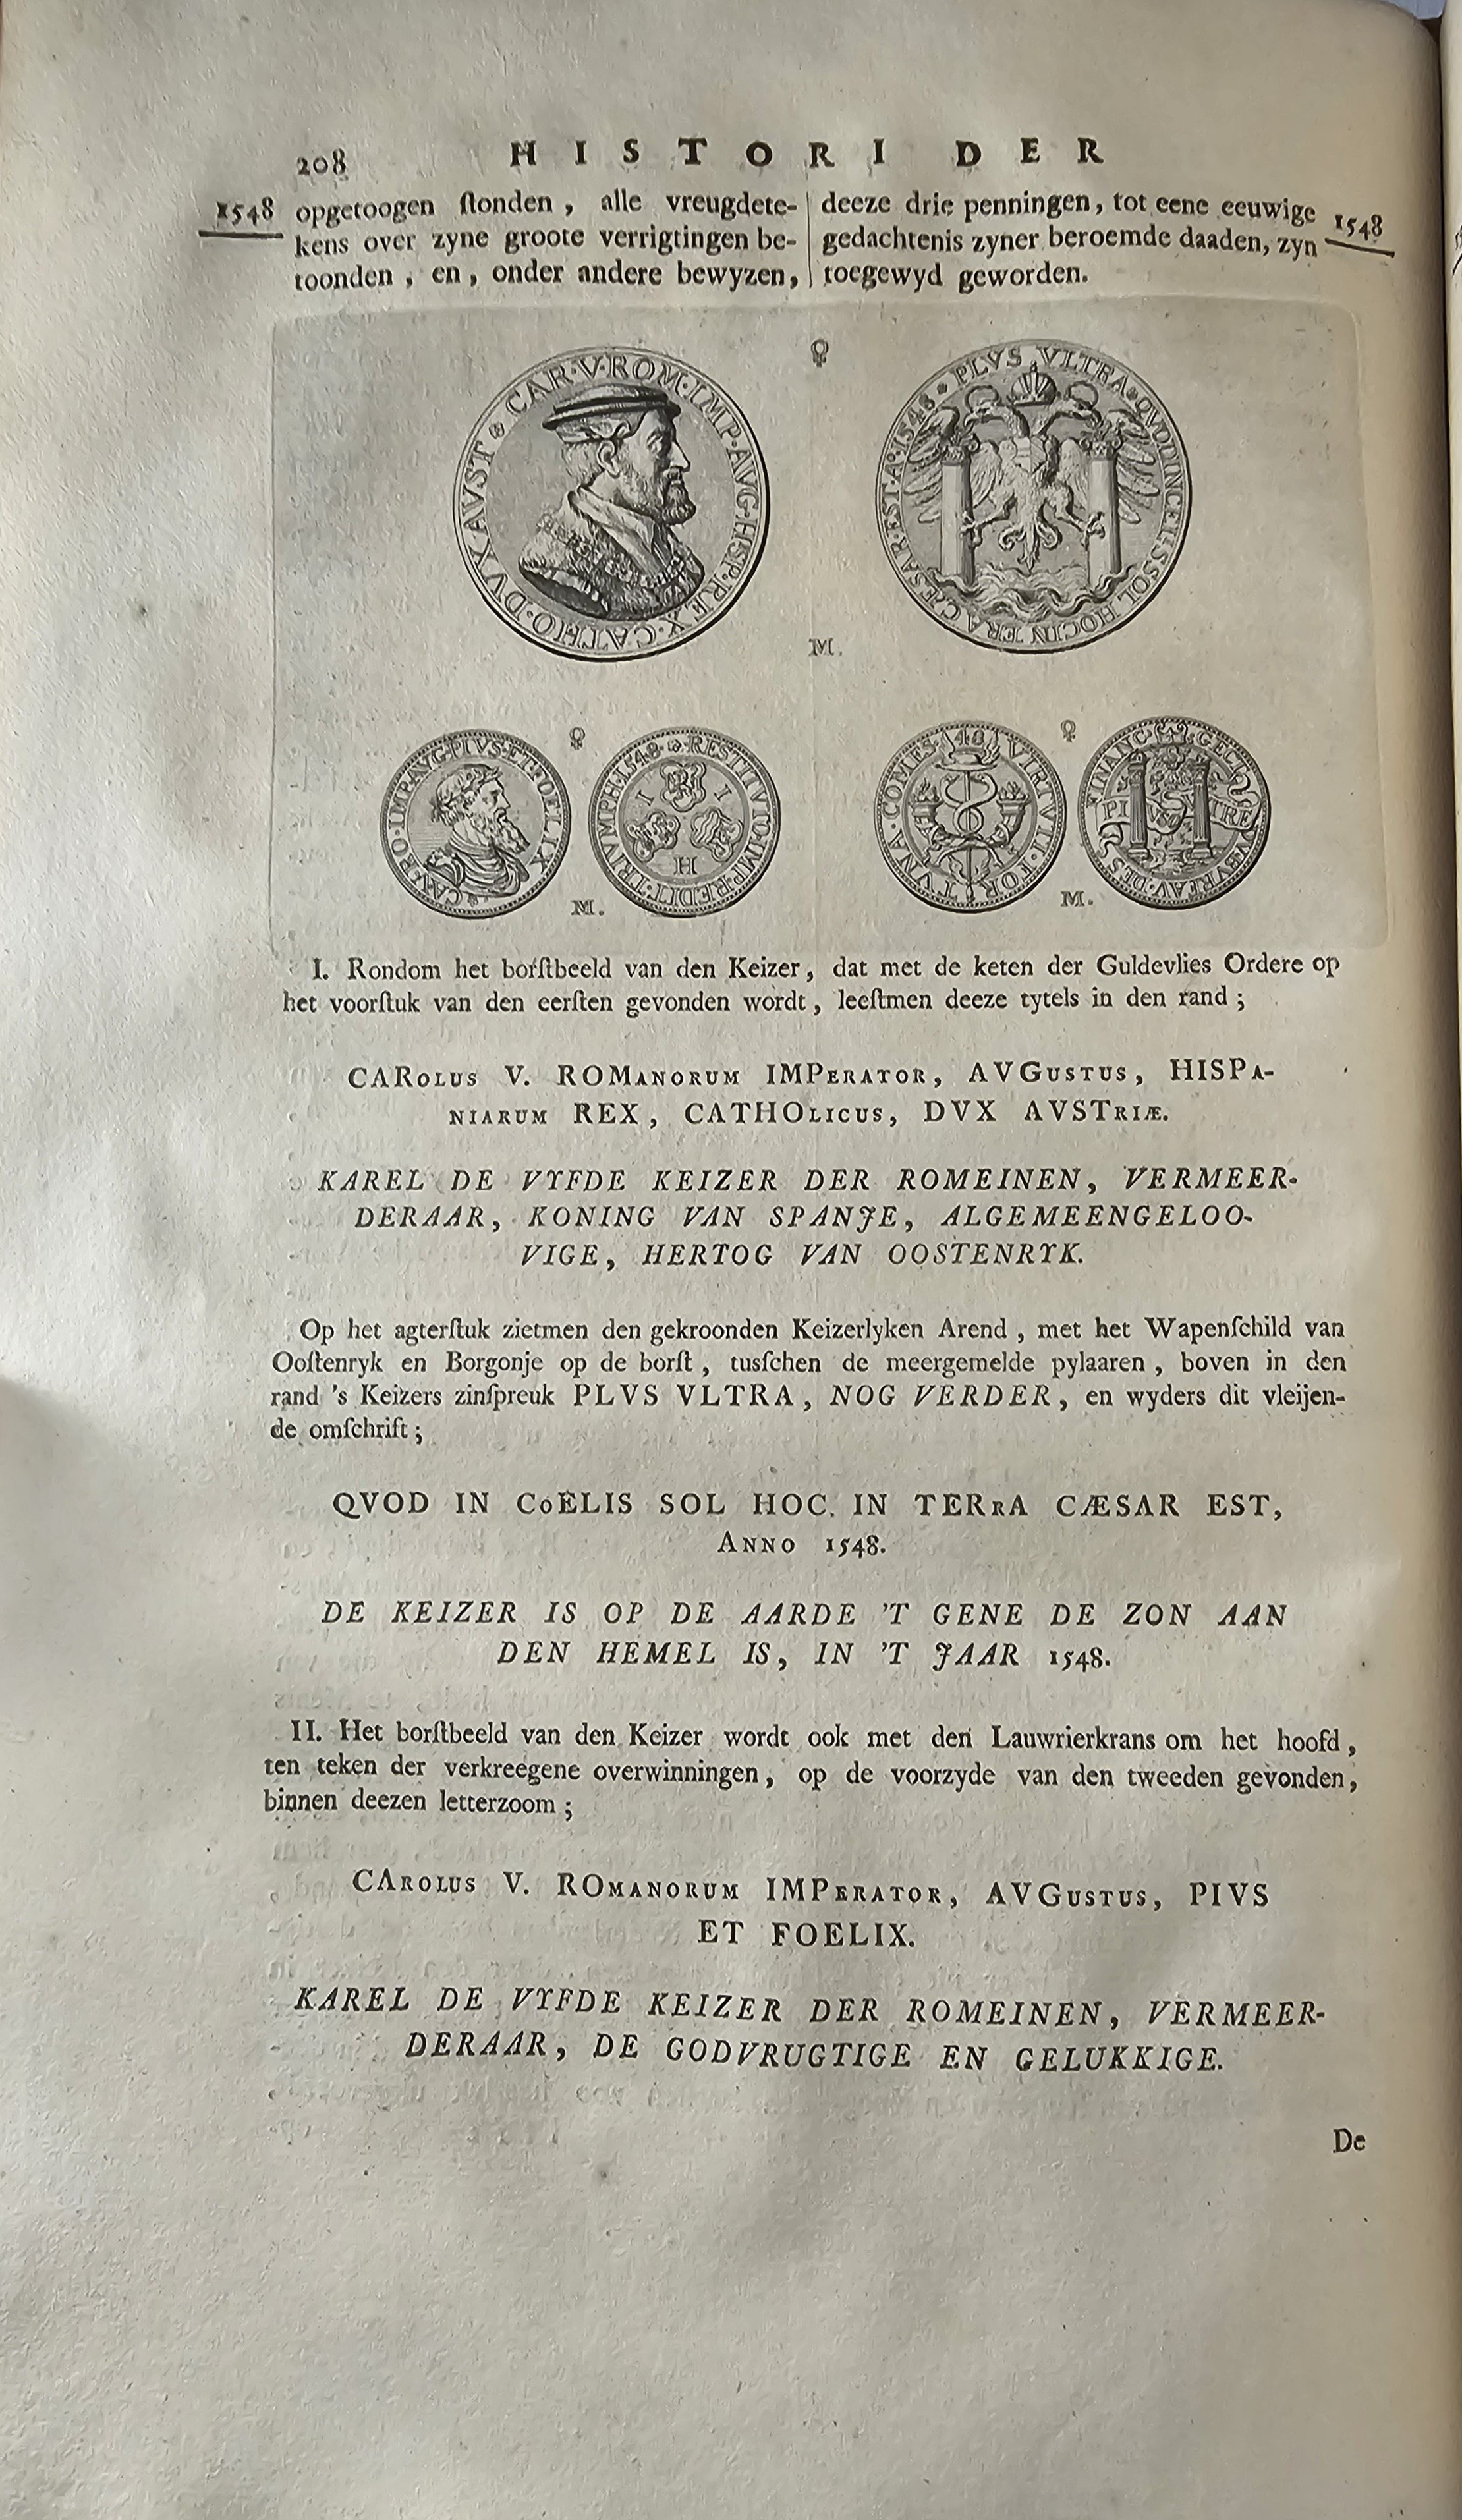 208 HISTORI DER
1548 opgetoogen ſtonden, alle vreugdete-
kens over zyne groote verrigtingen be-
toonden, en, onder andere bewyzen,
deeze drie penningen, tot eene eeuwige 1548
gedachtenis zyner beroemde daaden, zyn
toegewyd geworden.
CAR·V·ROM·IMP·AVG·HISP·REX·CATHO·DVX·AVST
PLVS VLTRA QVOD IN CELIS SOL HOC IN TERA CÆSAR EST A 1548
M.
CA·V·RO·IMP·AVG·PIVS·ET·FOELIX
RESTITVTO·IMP·REDIT·TRIVMPH·1548
I I
H
M.
48 VIRTVTI·FORTVNA·COMES
M.
I. Rondom het borſtbeeld van den Keizer, dat met de keten der Guldevlies Ordere op
het voorſtuk van den eerſten gevonden wordt, leeſtmen deeze tytels in den rand;
CAROLUS V. ROMANORUM IMPERATOR, AVGUSTUS, HISPA-
NIARUM REX, CATHOLICUS, DVX AVSTRIÆ.
KAREL DE VYFDE KEIZER DER ROMEINEN, VERMEER-
DERAAR, KONING VAN SPANJE, ALGEMEENGELOO-
VIGE, HERTOG VAN OOSTENRYK.
Op het agterſtuk zietmen den gekroonden Keizerlyken Arend, met het Wapenſchild van
Ooſtenryk en Borgonje op de borſt, tusſchen de meergemelde pylaaren, boven in den
rand 's Keizers zinſpreuk PLVS VLTRA, NOG VERDER, en wyders dit vleijen-
de omſchrift;
QVOD IN CoELIS SOL HOC IN TERRA CÆSAR EST,
ANNO 1548.
DE KEIZER IS OP DE AARDE 'T GENE DE ZON AAN
DEN HEMEL IS, IN 'T JAAR 1548.
II. Het borſtbeeld van den Keizer wordt ook met den Lauwrierkrans om het hoofd,
ten teken der verkreegene overwinningen, op de voorzyde van den tweeden gevonden,
binnen deezen letterzoom;
CAROLUS V. ROMANORUM IMPERATOR, AVGUSTUS, PIVS
ET FOELIX.
KAREL DE VYFDE KEIZER DER ROMEINEN, VERMEER-
DERAAR, DE GODVRUGTIGE EN GELUKKIGE.
De